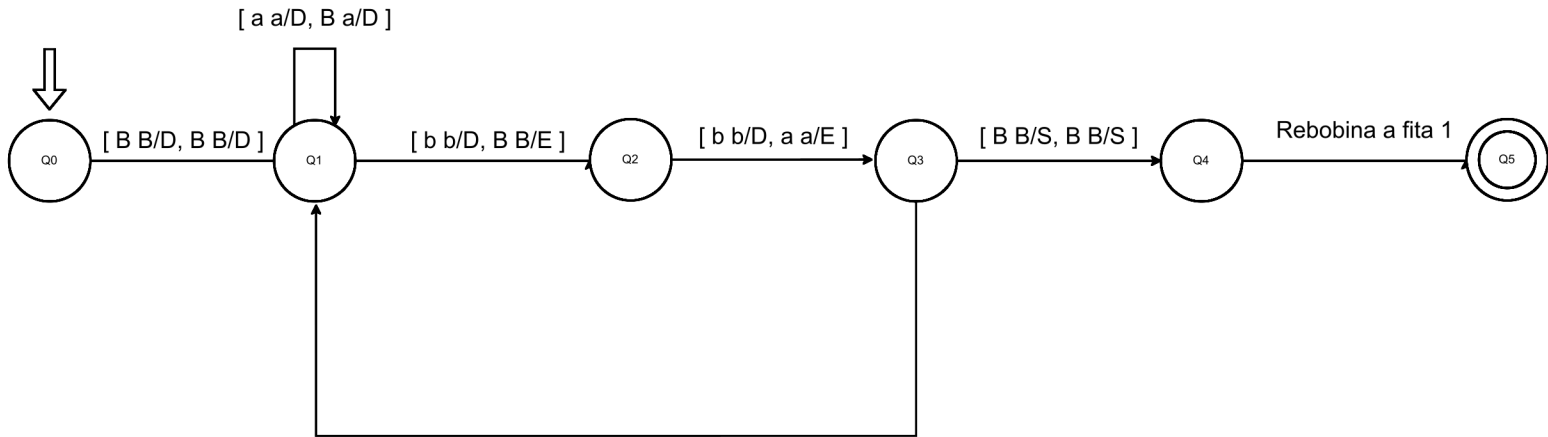 [ a a/D, B a/D ]
[ B B/D, B B/D ]
[ b b/D, B B/E ]
[ b b/D, a a/E ]
[ B B/S, B B/S ]
Rebobina a fita 1
Q0
Q1
Q2
Q3
Q4
Q5